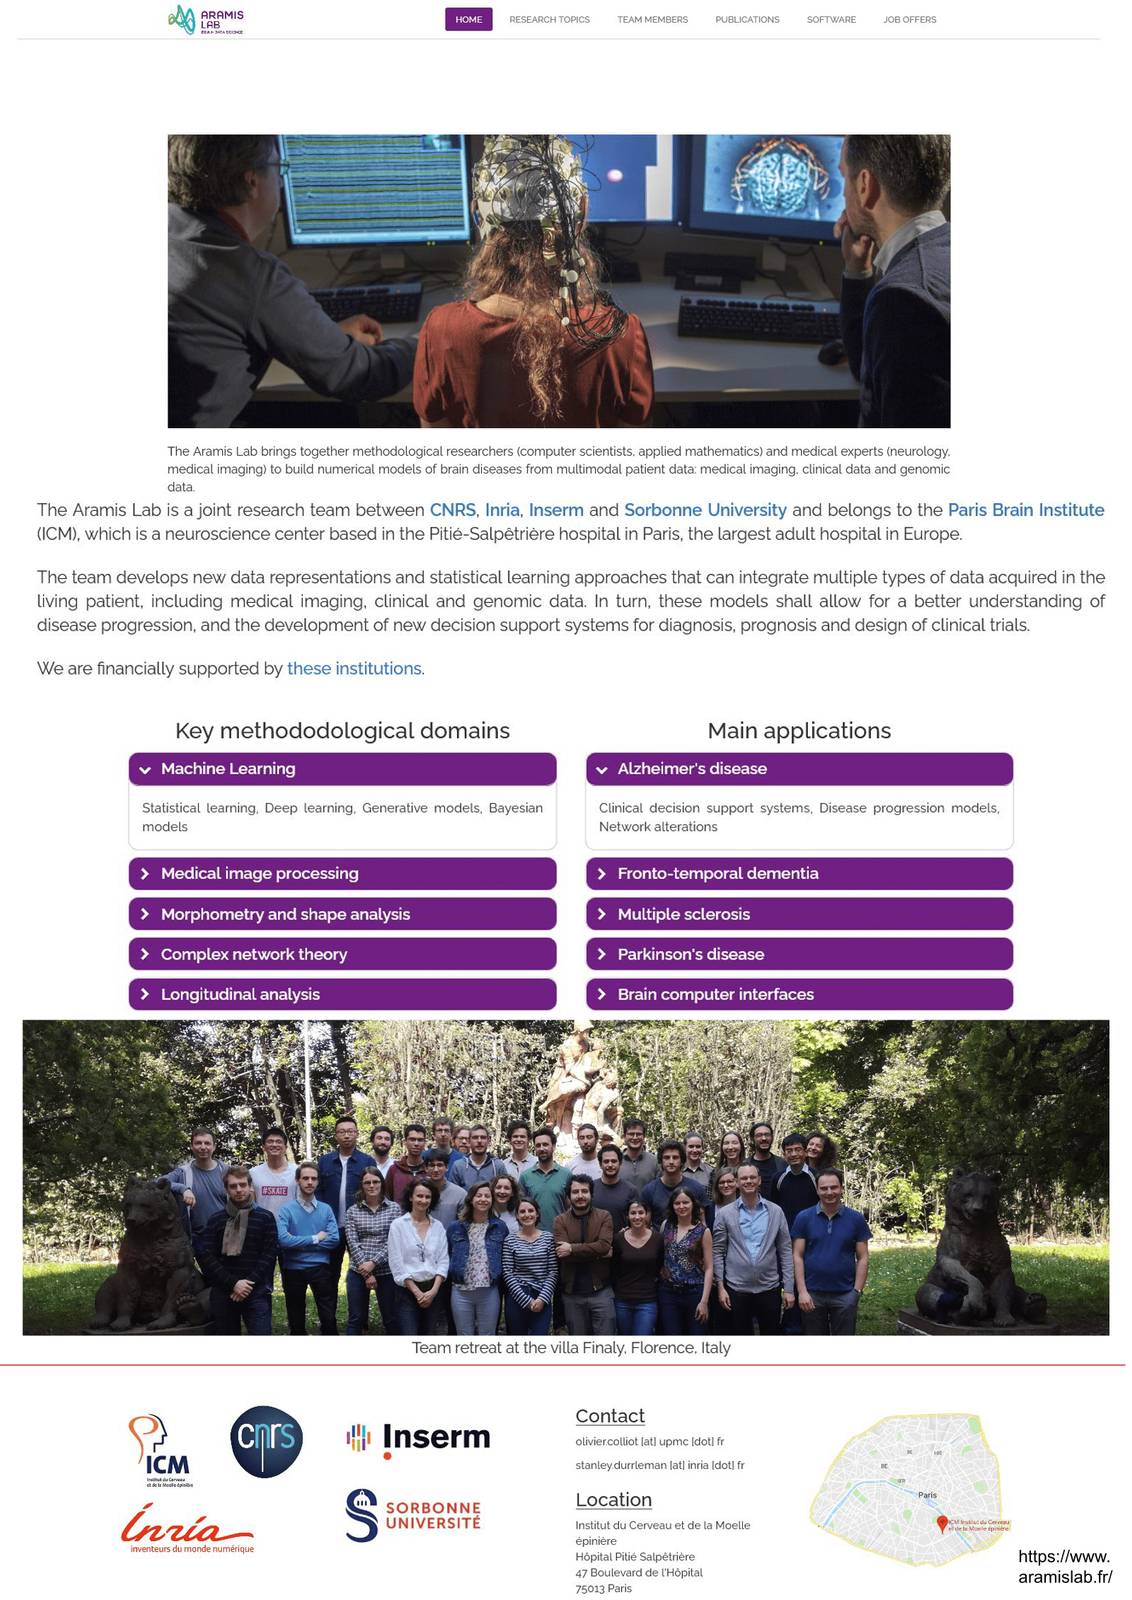 ARAMIS
LAB
BRAIN DATA SCIENCE
HOME RESEARCH TOPICS TEAM MEMBERS PUBLICATIONS SOFTWARE JOB OFFERS
The Aramis Lab brings together methodological researchers (computer scientists, applied mathematics) and medical experts (neurology,
medical imaging) to build numerical models of brain diseases from multimodal patient data: medical imaging, clinical data and genomic
data.
The Aramis Lab is a joint research team between CNRS, Inria, Inserm and Sorbonne University and belongs to the Paris Brain Institute
(ICM), which is a neuroscience center based in the Pitié-Salpêtrière hospital in Paris, the largest adult hospital in Europe.
The team develops new data representations and statistical learning approaches that can integrate multiple types of data acquired in the
living patient, including medical imaging, clinical and genomic data. In turn, these models shall allow for a better understanding of
disease progression, and the development of new decision support systems for diagnosis, prognosis and design of clinical trials.
We are financially supported by these institutions.
Key methododological domains
Machine Learning
Statistical learning, Deep learning, Generative models, Bayesian
models
Medical image processing
Morphometry and shape analysis
Complex network theory
Longitudinal analysis
Main applications
Alzheimer's disease
Clinical decision support systems, Disease progression models,
Network alterations
Fronto-temporal dementia
Multiple sclerosis
Parkinson's disease
Brain computer interfaces
#SKATE
Team retreat at the villa Finaly, Florence, Italy
ICM
Institut du Cerveau
et de la Moelle épinière
cnrs
Inserm
Inría
inventeurs du monde numérique
SORBONNE
UNIVERSITÉ
Contact
olivier.colliot [at] upmc [dot] fr
stanley.durrleman [at] inria [dot] fr
Location
Institut du Cerveau et de la Moelle
épinière
Hôpital Pitié Salpêtrière
47 Boulevard de l'Hôpital
75013 Paris
Paris
ICM Institut du Cerveau
et de la Moelle épinière
https://www.
aramislab.fr/